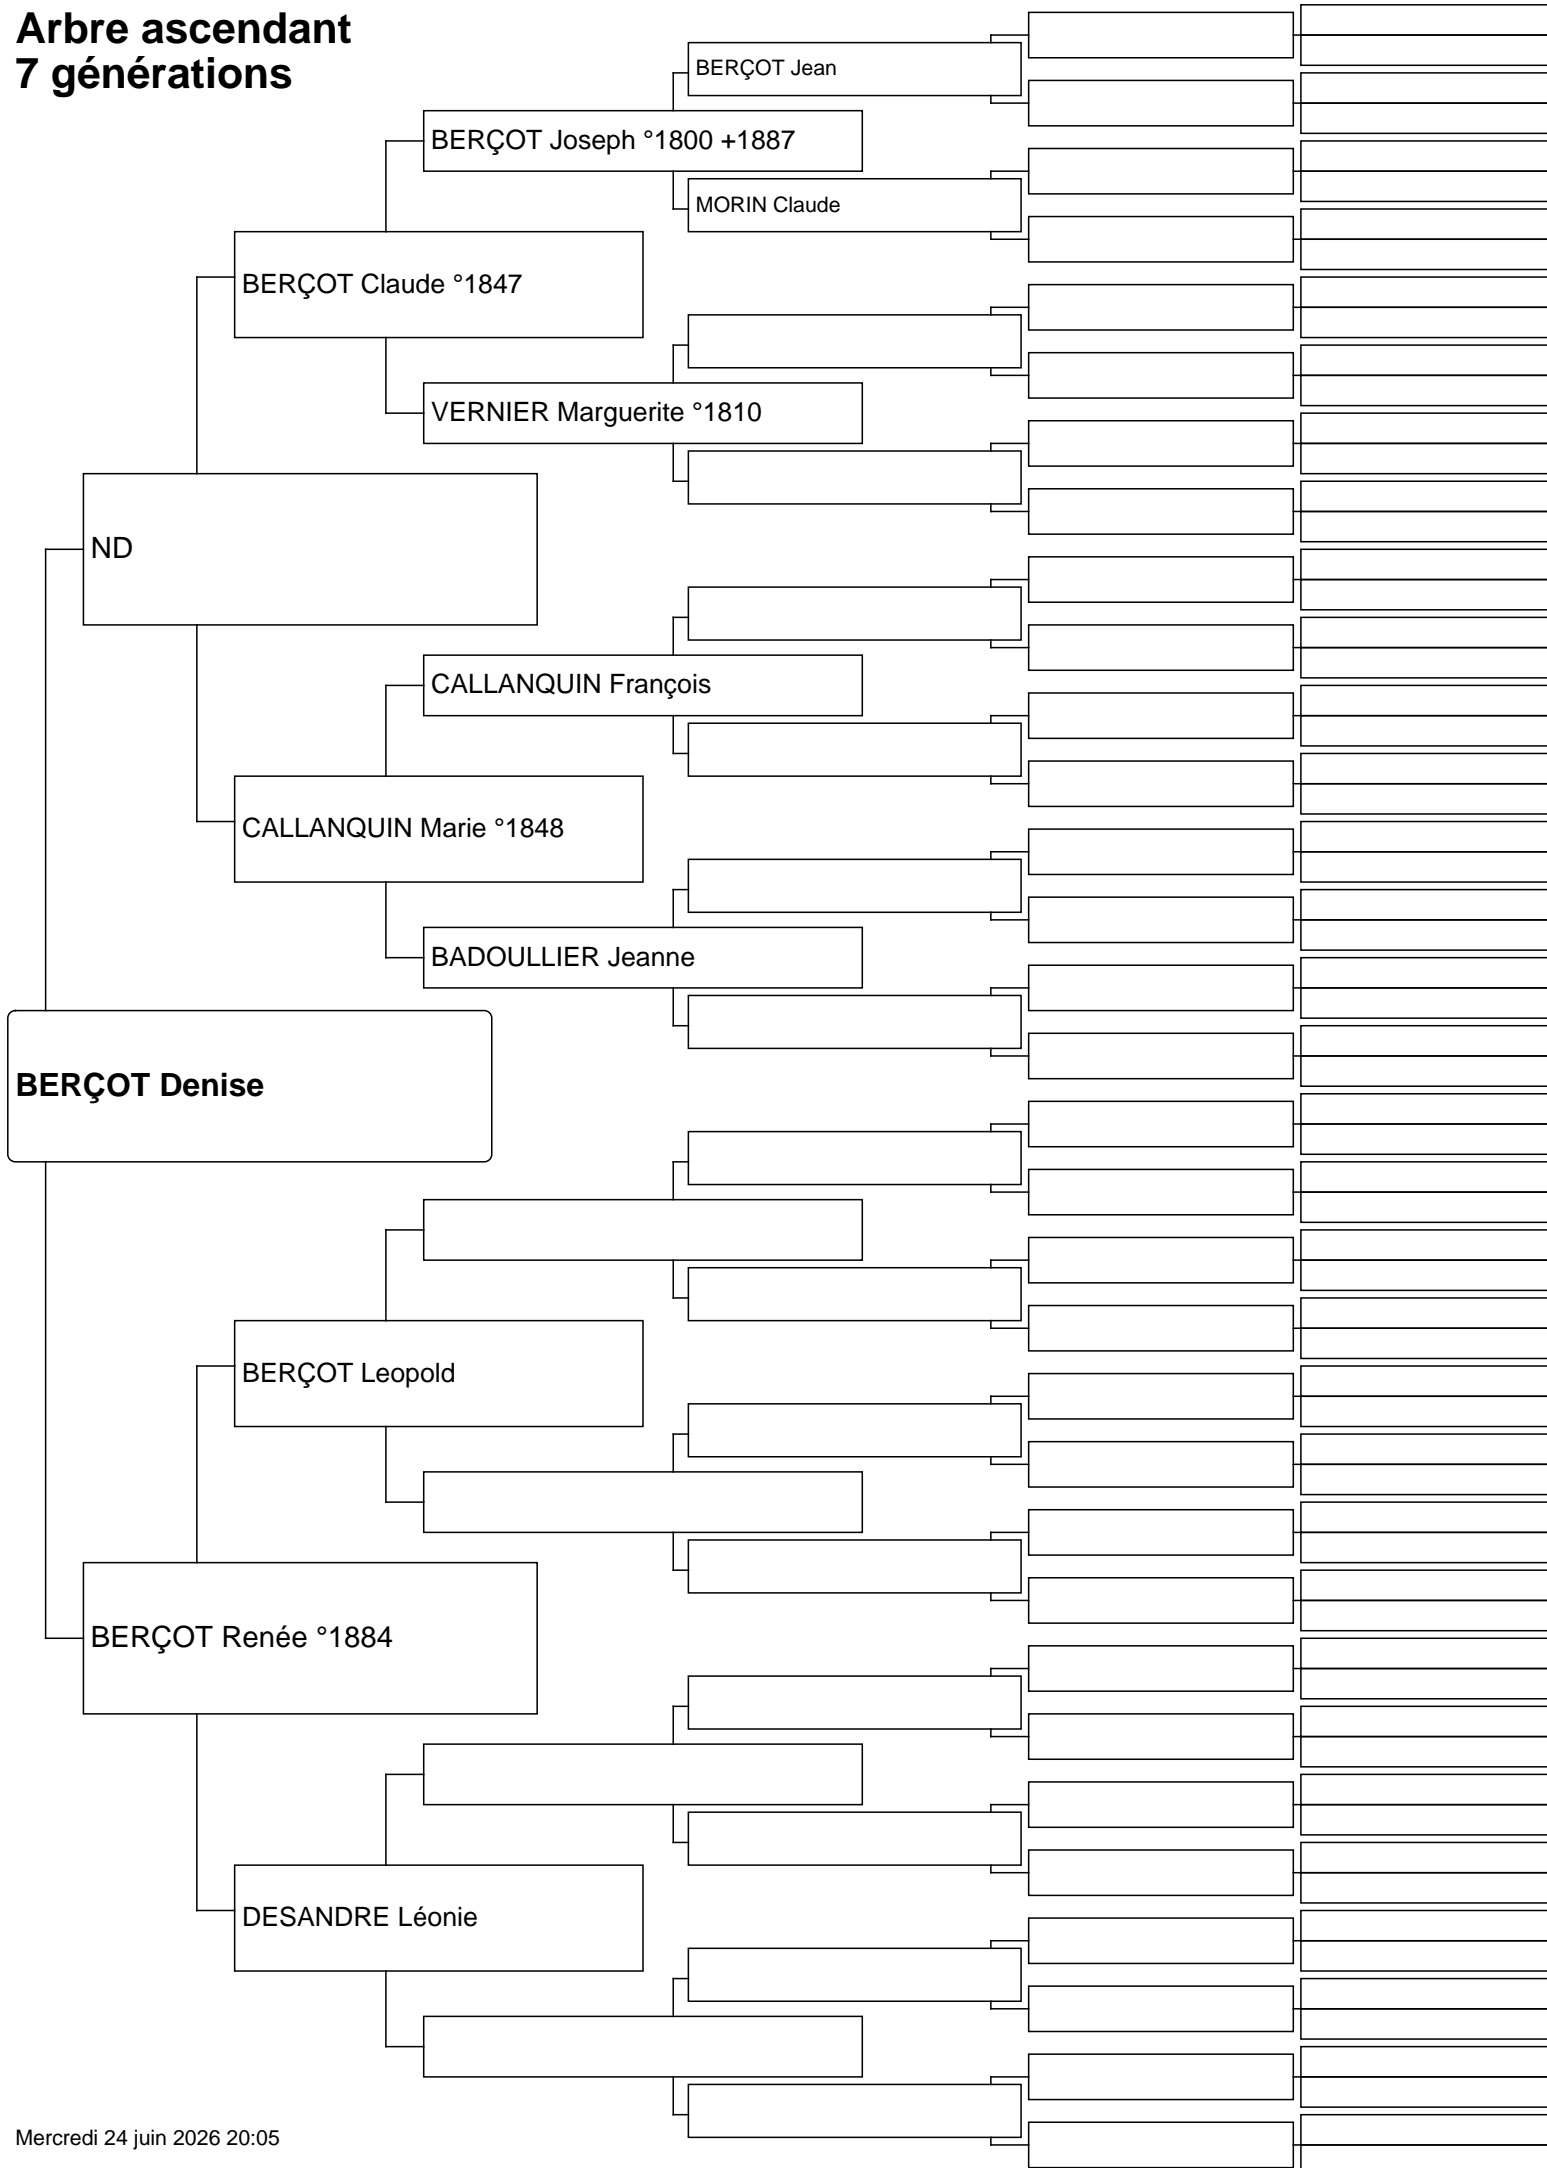 Arbre ascendant
7 générations
BERÇOT Jean
BERÇOT Joseph °1800 +1887
MORIN Claude
BERÇOT Claude °1847
VERNIER Marguerite °1810
ND
CALLANQUIN François
CALLANQUIN Marie °1848
BADOULLIER Jeanne
BERÇOT Denise
BERÇOT Leopold
BERÇOT Renée °1884
DESANDRE Léonie
Mercredi 24 juin 2026 20:05